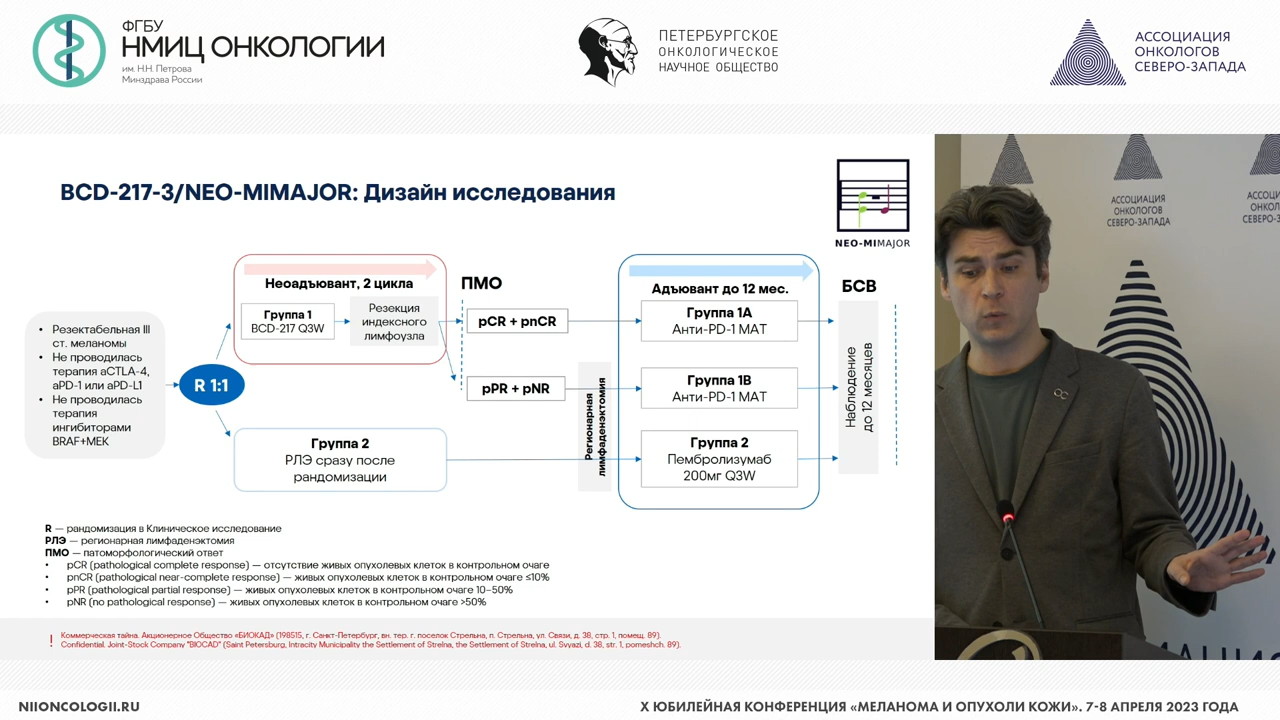 ФГБУ
НМИЦ ОНКОЛОГИИ
им. Н.Н. Петрова
Минздрава России
ПЕТЕРБУРГСКОЕ
ОНКОЛОГИЧЕСКОЕ
НАУЧНОЕ ОБЩЕСТВО
АССОЦИАЦИЯ
ОНКОЛОГОВ
СЕВЕРО-ЗАПАДА
BCD-217-3/NEO-MIMAJOR: Дизайн исследования
NEO-MIMAJOR
• Резектабельная III
ст. меланомы
• Не проводилась
терапия aCTLA-4,
aPD-1 или aPD-L1
• Не проводилась
терапия
ингибиторами
BRAF+MEK
R 1:1
Неоадъювант, 2 цикла
Группа 1
BCD-217 Q3W
Резекция
индексного
лимфоузла
Группа 2
РЛЭ сразу после
рандомизации
ПМО
pCR + pnCR
pPR + pNR
Регионарная
лимфаденэктомия
Адъювант до 12 мес.
Группа 1A
Анти-PD-1 МАТ
Группа 1B
Анти-PD-1 МАТ
Группа 2
Пембролизумаб
200мг Q3W
БСВ
Наблюдение
до 12 месяцев
R — рандомизация в Клиническое исследование
РЛЭ — регионарная лимфаденэктомия
ПМО — патоморфологический ответ
• pCR (pathological complete response) — отсутствие живых опухолевых клеток в контрольном очаге
• pnCR (pathological near-complete response) — живых опухолевых клеток в контрольном очаге ≤10%
• pPR (pathological partial response) — живых опухолевых клеток в контрольном очаге 10–50%
• pNR (no pathological response) — живых опухолевых клеток в контрольном очаге >50%
! Коммерческая тайна. Акционерное Общество «БИОКАД» (198515, г. Санкт-Петербург, вн. тер. г. поселок Стрельна, п. Стрельна, ул. Связи, д. 38, стр. 1, помещ. 89).
Confidential. Joint-Stock Company "BIOCAD" (Saint Petersburg, Intracity Municipality the Settlement of Strelna, the Settlement of Strelna, ul. Svyazi, d. 38, str. 1, pomeshch. 89).
АССОЦИАЦИЯ
ОНКОЛОГОВ
СЕВЕРО-ЗАПАДА
NIIONCOLOGII.RU
X ЮБИЛЕЙНАЯ КОНФЕРЕНЦИЯ «МЕЛАНОМА И ОПУХОЛИ КОЖИ». 7-8 АПРЕЛЯ 2023 ГОДА